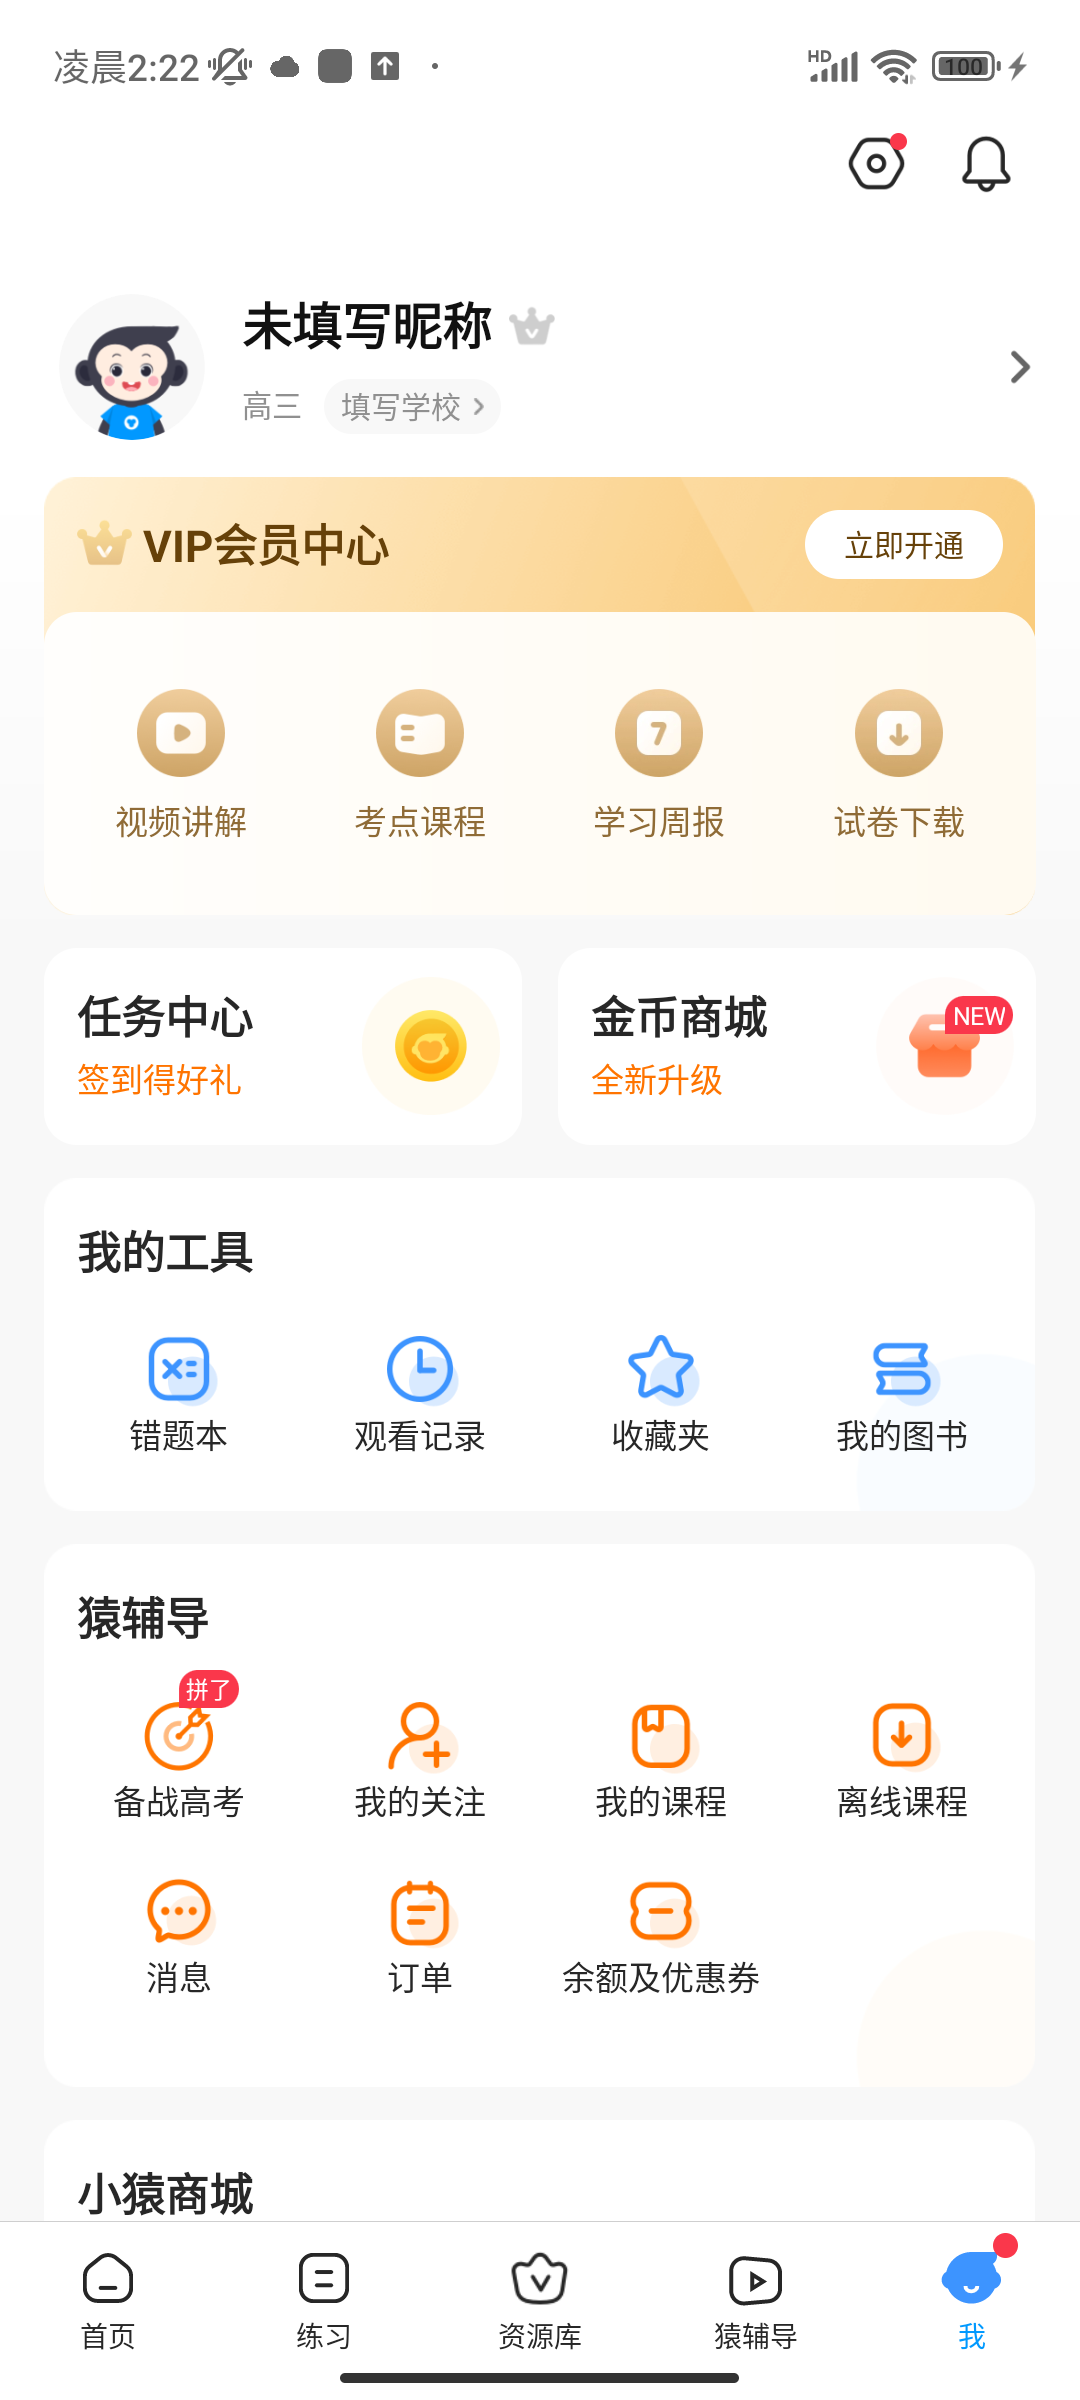 凌晨2:22
HD
100
未填写昵称
高三 填写学校
VIP会员中心
立即开通
7
视频讲解 考点课程 学习周报 试卷下载
任务中心
签到得好礼
金币商城
NEW
全新升级
我的工具
错题本 观看记录 收藏夹 我的图书
猿辅导
拼了
备战高考 我的关注 我的课程 离线课程
消息 订单 余额及优惠券
小猿商城
首页 练习 资源库 猿辅导 我